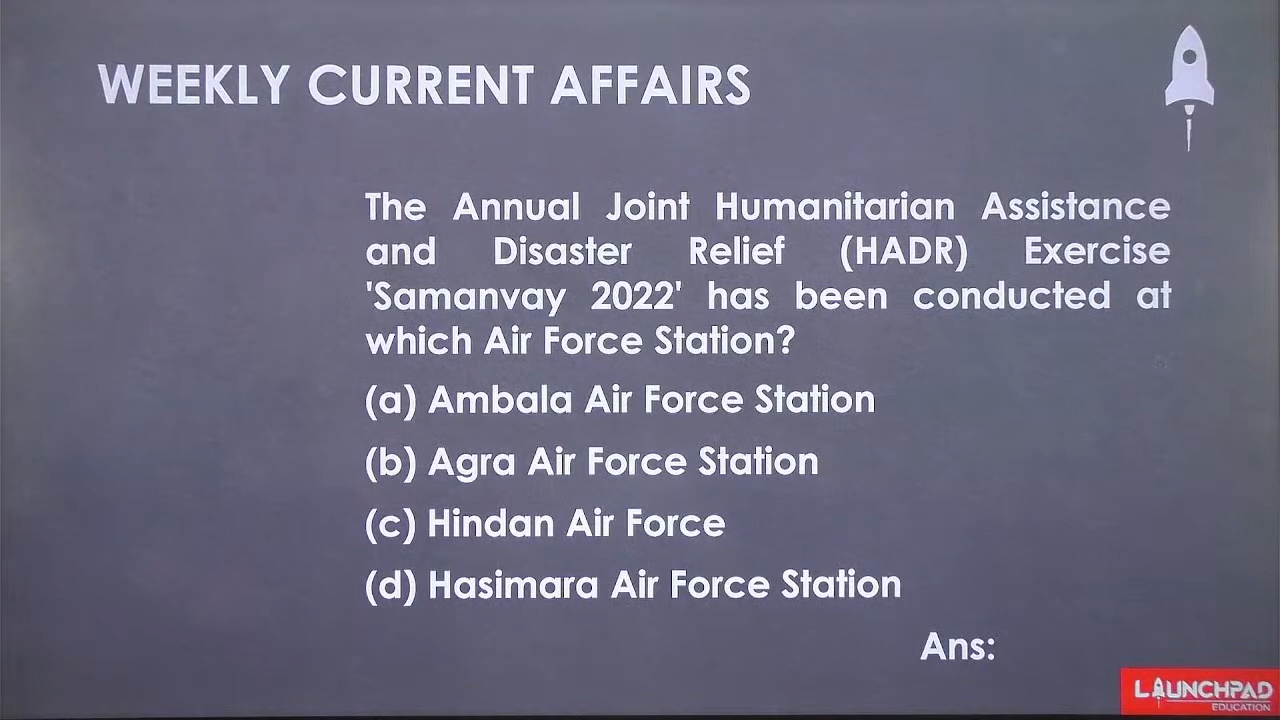 WEEKLY CURRENT AFFAIRS
The Annual Joint Humanitarian Assistance
and Disaster Relief (HADR) Exercise
'Samanvay 2022' has been conducted at
which Air Force Station?
(a) Ambala Air Force Station
(b) Agra Air Force Station
(c) Hindan Air Force
(d) Hasimara Air Force Station
Ans:
LAUNCHPAD
EDUCATION